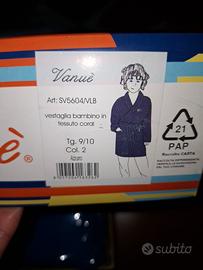 Vanuè
Art: SV5604/VLB
vestaglia bambino in
tessuto coral
Tg. 9/10
Col. 2
Azzurro
è®
21
PAP
Raccolta CARTA
subito